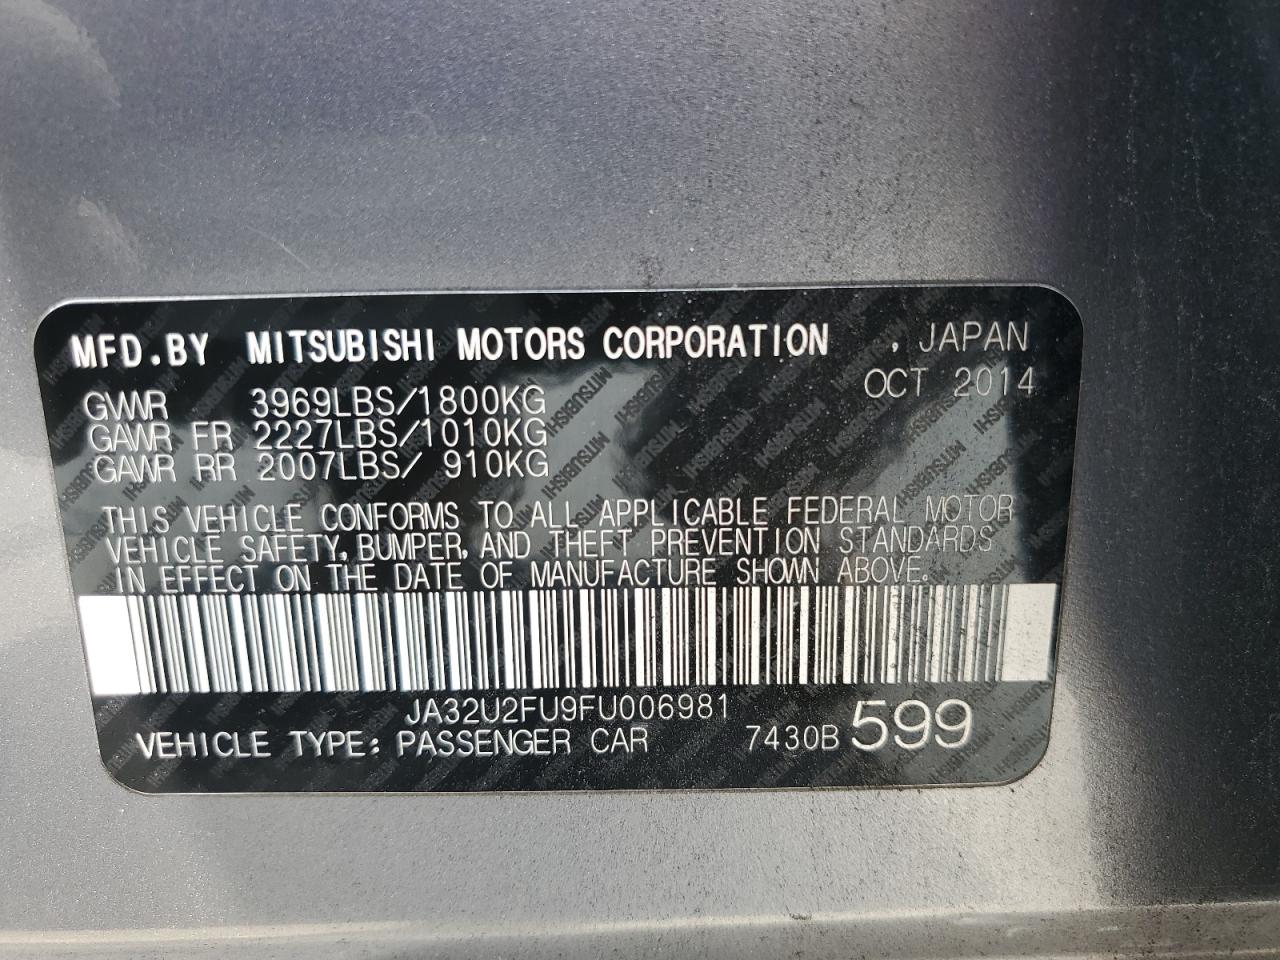 MFD.BY MITSUBISHI MOTORS CORPORATION , JAPAN
OCT 2014
GVWR 3969LBS/1800KG
GAWR FR 2227LBS/1010KG
GAWR RR 2007LBS/ 910KG
THIS VEHICLE CONFORMS TO ALL APPLICABLE FEDERAL MOTOR
VEHICLE SAFETY, BUMPER, AND THEFT PREVENTION STANDARDS
IN EFFECT ON THE DATE OF MANUFACTURE SHOWN ABOVE.
JA32U2FU9FU006981
VEHICLE TYPE: PASSENGER CAR 7430B 599